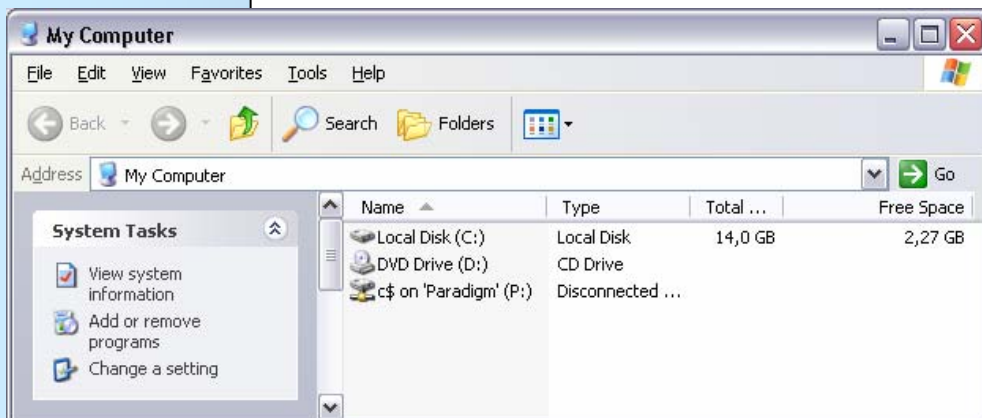 My Computer
File Edit View Favorites Tools Help
Back Search Folders
Address My Computer Go
System Tasks
View system
information
Add or remove
programs
Change a setting
Name Type Total ... Free Space
Local Disk (C:) Local Disk 14,0 GB 2,27 GB
DVD Drive (D:) CD Drive
c$ on 'Paradigm' (P:) Disconnected ...